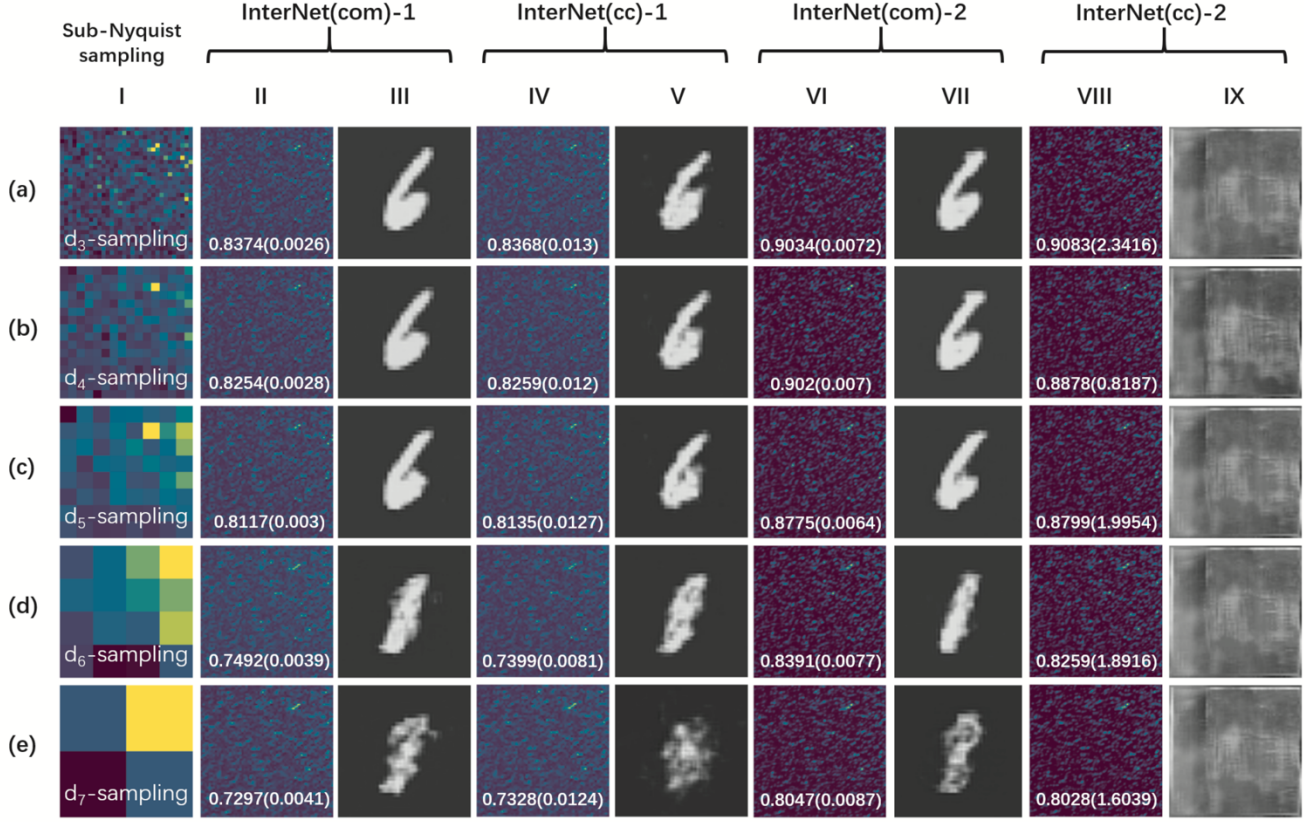 InterNet(com)-1 InterNet(cc)-1 InterNet(com)-2 InterNet(cc)-2
Sub-Nyquist
sampling
I II III IV V VI VII VIII IX
(a) d₃-sampling 0.8374(0.0026) 0.8368(0.013) 0.9034(0.0072) 0.9083(2.3416)
(b) d₄-sampling 0.8254(0.0028) 0.8259(0.012) 0.902(0.007) 0.8878(0.8187)
(c) d₅-sampling 0.8117(0.003) 0.8135(0.0127) 0.8775(0.0064) 0.8799(1.9954)
(d) d₆-sampling 0.7492(0.0039) 0.7399(0.0081) 0.8391(0.0077) 0.8259(1.8916)
(e) d₇-sampling 0.7297(0.0041) 0.7328(0.0124) 0.8047(0.0087) 0.8028(1.6039)